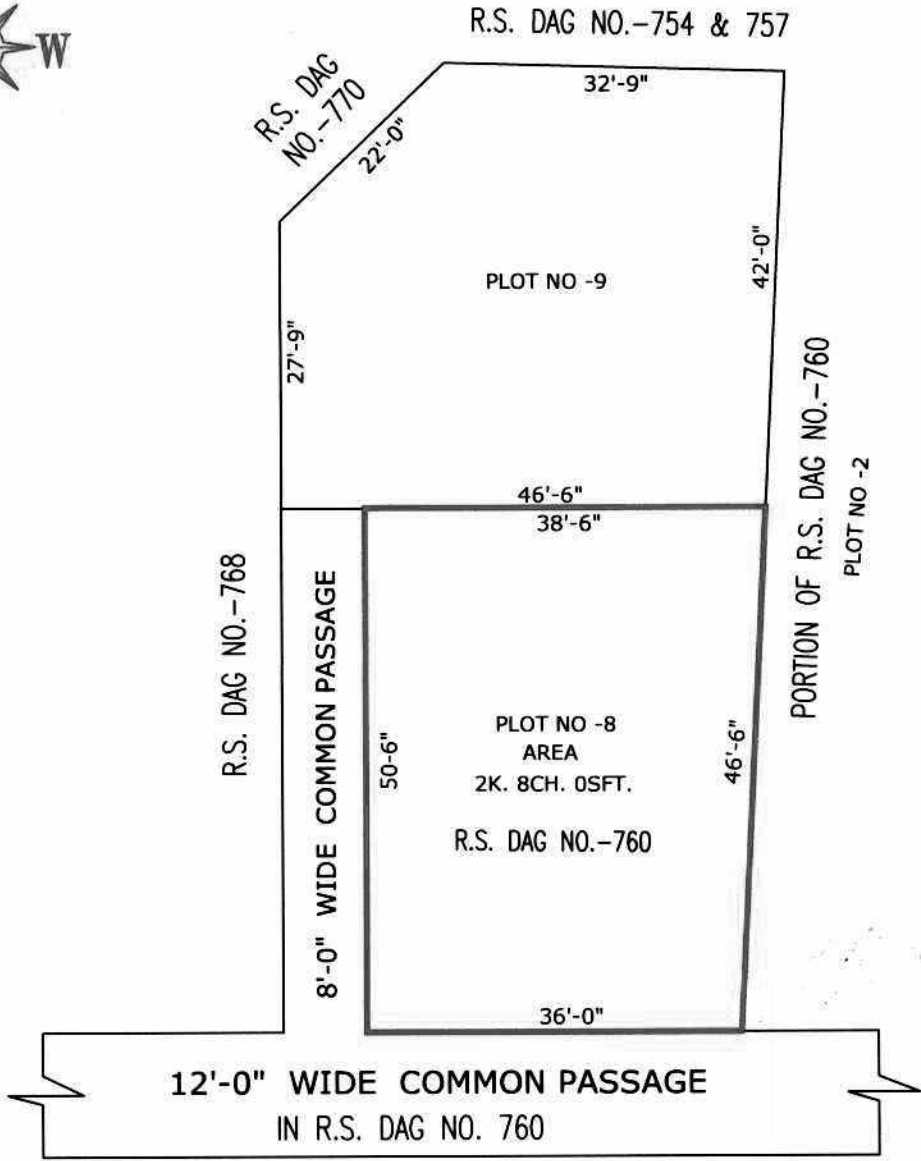 W
R.S. DAG NO.-754 & 757
R.S. DAG
NO.-770
22'-0"
32'-9"
42'-0"
27'-9"
PLOT NO -9
46'-6"
38'-6"
PORTION OF R.S. DAG NO.-760
PLOT NO -2
R.S. DAG NO.-768
8'-0" WIDE COMMON PASSAGE
50-6"
46'-6"
PLOT NO -8
AREA
2K. 8CH. 0SFT.
R.S. DAG NO.-760
36'-0"
12'-0" WIDE COMMON PASSAGE
IN R.S. DAG NO. 760